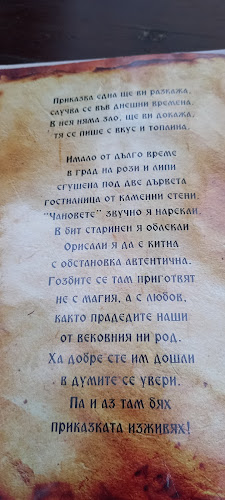 Приказва една ще ви разкажа,
случва се във днешни времена.
В нея няма зло, ще ви докажа,
тя се пише с вкус и топлина.
Имало от дълго време
в град на рози и липи
сгушена под две дървета
гостилница от каменни стени.
"Чановете" звучно я нарекли.
В бит старинен я облекли
Орисали я да е китна
с обстановка автентична.
Гозбите се там приготвят
не с магия, а с любов,
както прадедите наши
от вековния ни род.
Ха добре сте им дошли
в думите се увери.
Па и аз там бях
приказката изживях!